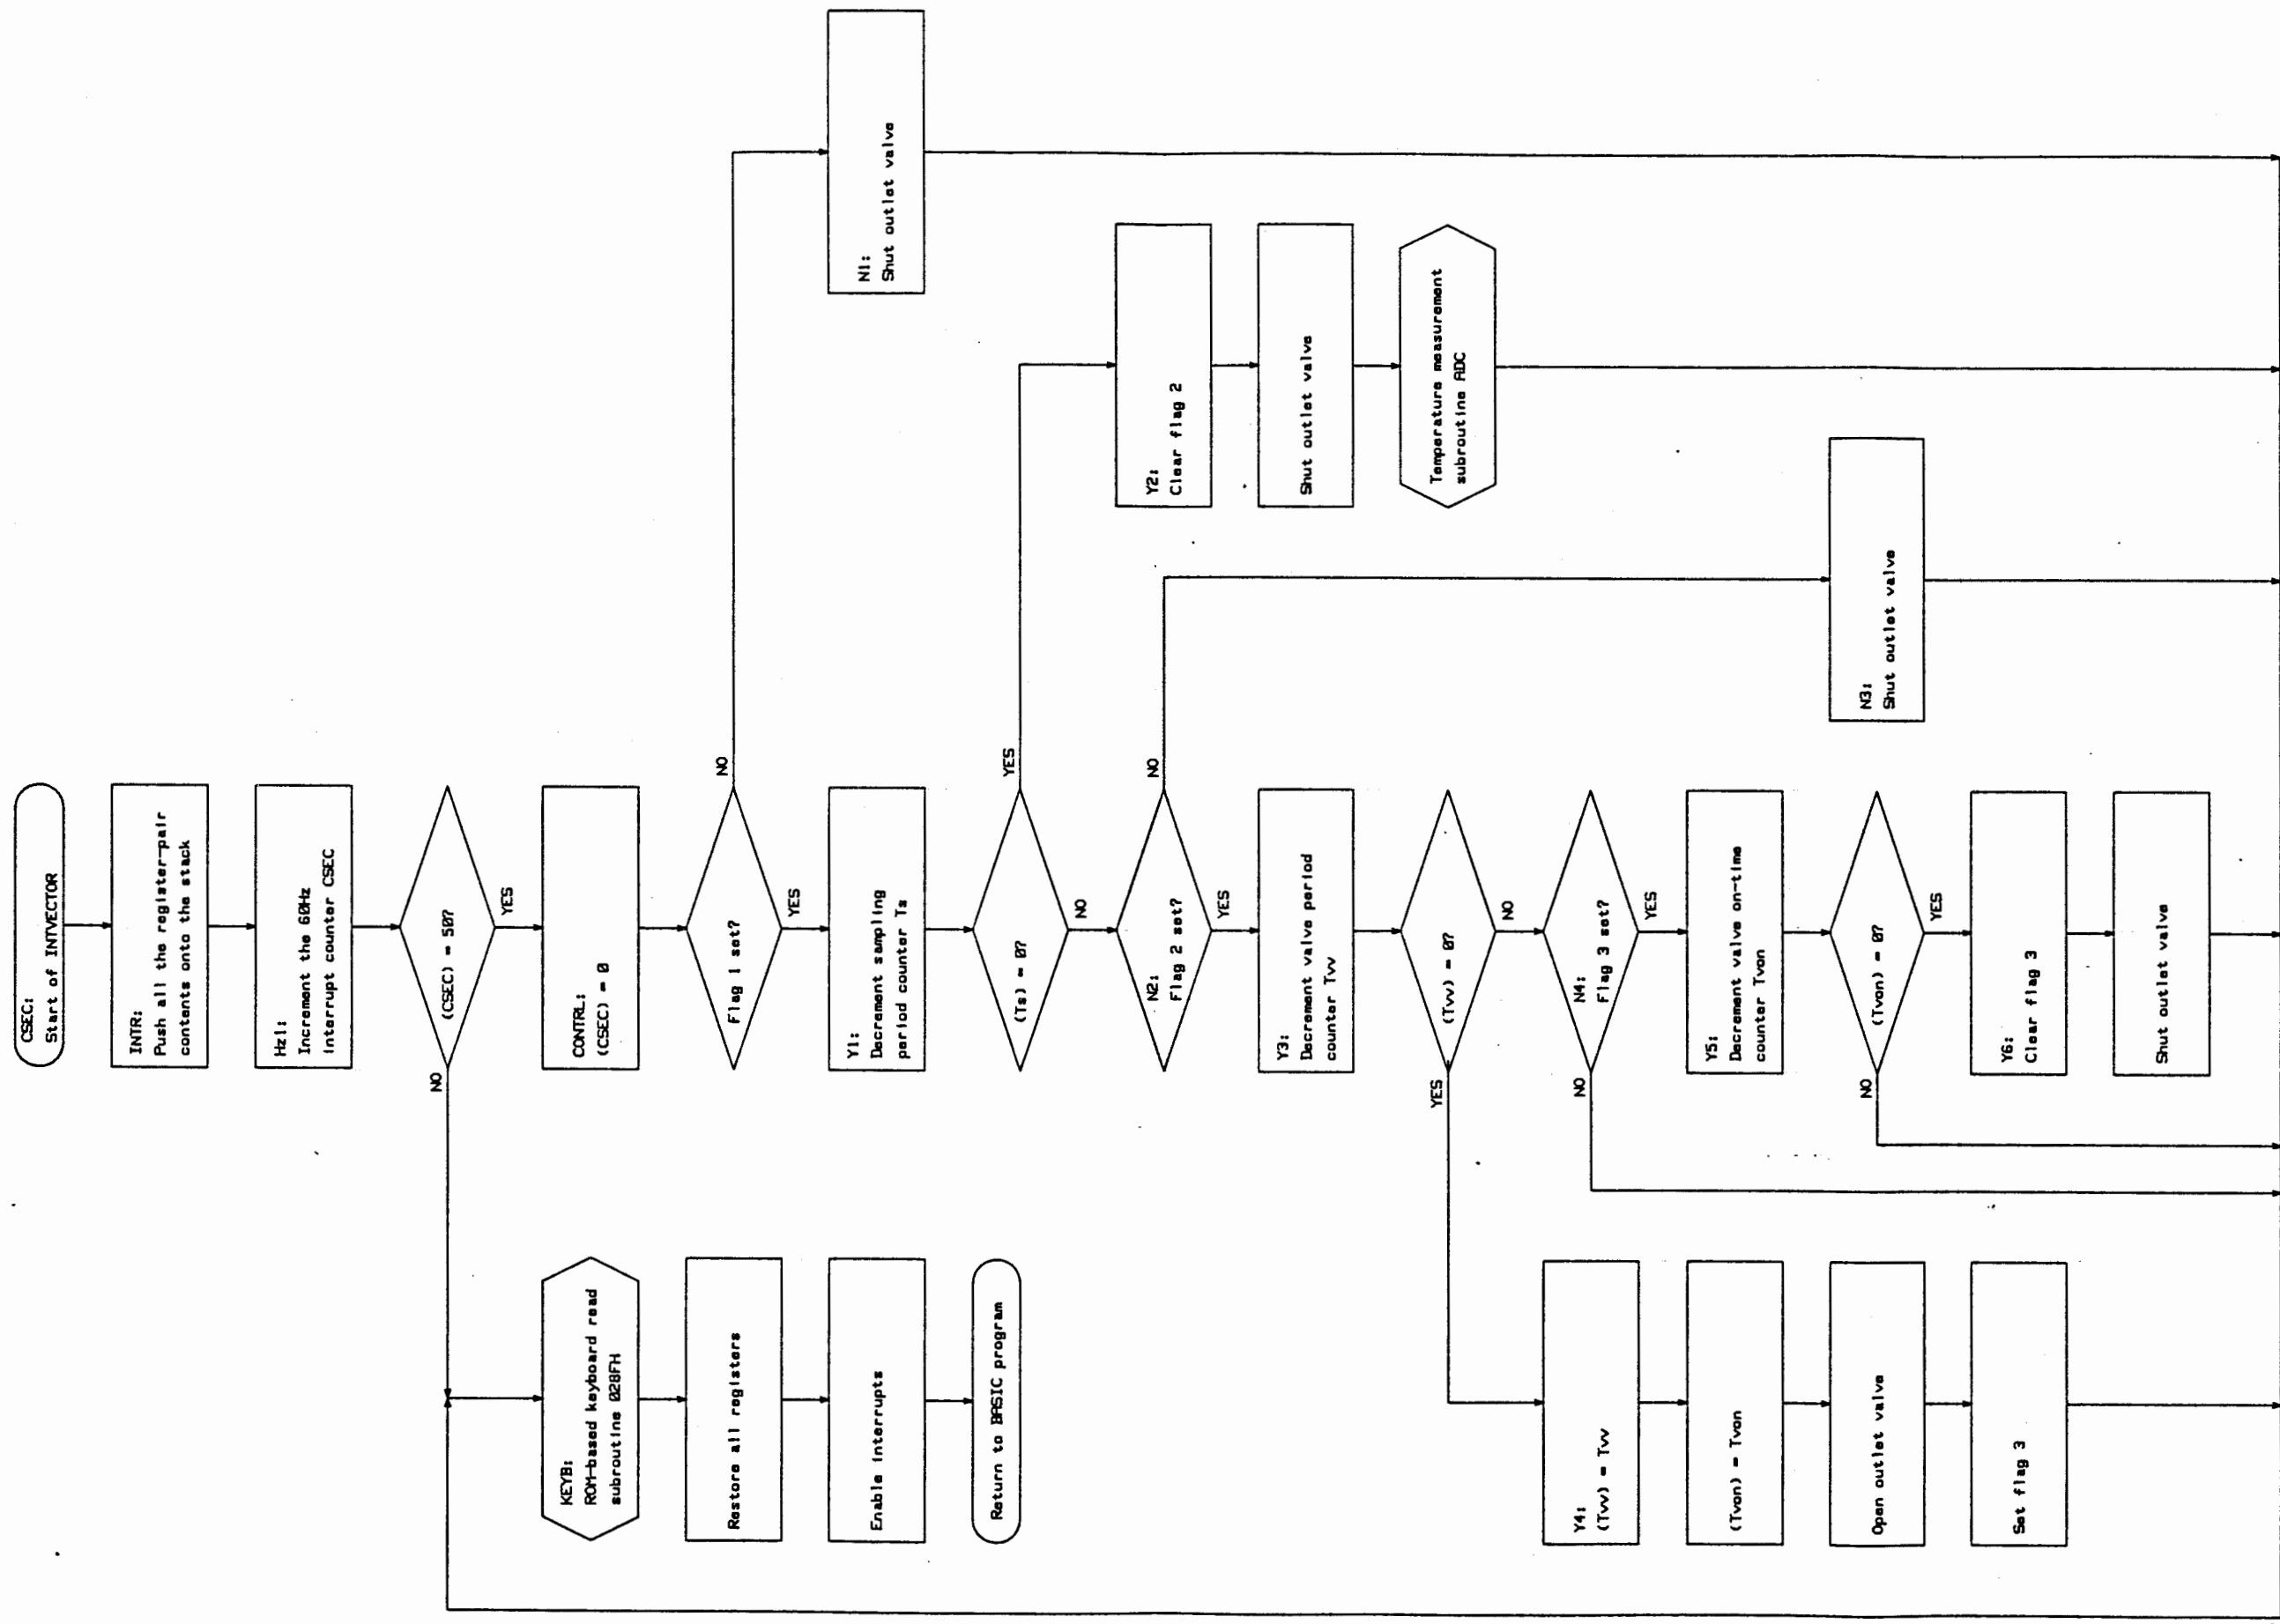 CSEC:
Start of INTVECTOR
INTR:
Push all the register-pair
contents onto the stack
Hz1:
Increment the 60Hz
interrupt counter CSEC
(CSEC) = 50?
NO
YES
CONTRL:
(CSEC) = 0
Flag 1 set?
NO
YES
N1:
Shut outlet valve
Y1:
Decrement sampling
period counter Ts
(Ts) = 0?
YES
NO
Y2:
Clear flag 2
Shut outlet valve
Temperature measurement
subroutine ADC
N2:
Flag 2 set?
NO
YES
N3:
Shut outlet valve
Y3:
Decrement valve period
counter Tvv
(Tvv) = 0?
YES
NO
N4:
Flag 3 set?
NO
YES
Y5:
Decrement valve on-time
counter Tvon
(Tvon) = 0?
NO
YES
Y6:
Clear flag 3
Shut outlet valve
KEYB:
ROM-based keyboard read
subroutine 028FH
Restore all registers
Enable interrupts
Return to BASIC program
Y4:
(Tvv) = Tvv
(Tvon) = Tvon
Open outlet valve
Set flag 3